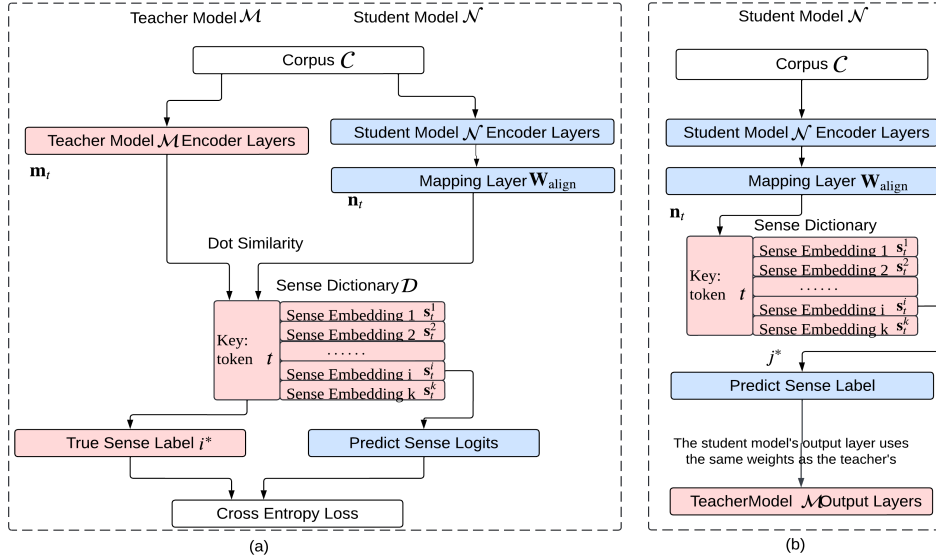 Teacher Model ℳ
Student Model 𝒩
Corpus 𝒞
Teacher Model ℳ Encoder Layers
Student Model 𝒩 Encoder Layers
m_t
Mapping Layer W_align
n_t
Dot Similarity
Sense Dictionary 𝒟
Key:
token t
Sense Embedding 1 s_t^1
Sense Embedding 2 s_t^2
......
Sense Embedding i s_t^i
Sense Embedding k s_t^k
True Sense Label i*
Predict Sense Logits
Cross Entropy Loss
(a)
Student Model 𝒩
Corpus 𝒞
Student Model 𝒩 Encoder Layers
Mapping Layer W_align
n_t
Sense Dictionary
Key:
token t
Sense Embedding 1 s_t^1
Sense Embedding 2 s_t^2
......
Sense Embedding i s_t^i
Sense Embedding k s_t^k
j*
Predict Sense Label
The student model's output layer uses
the same weights as the teacher's
TeacherModel ℳ Output Layers
(b)